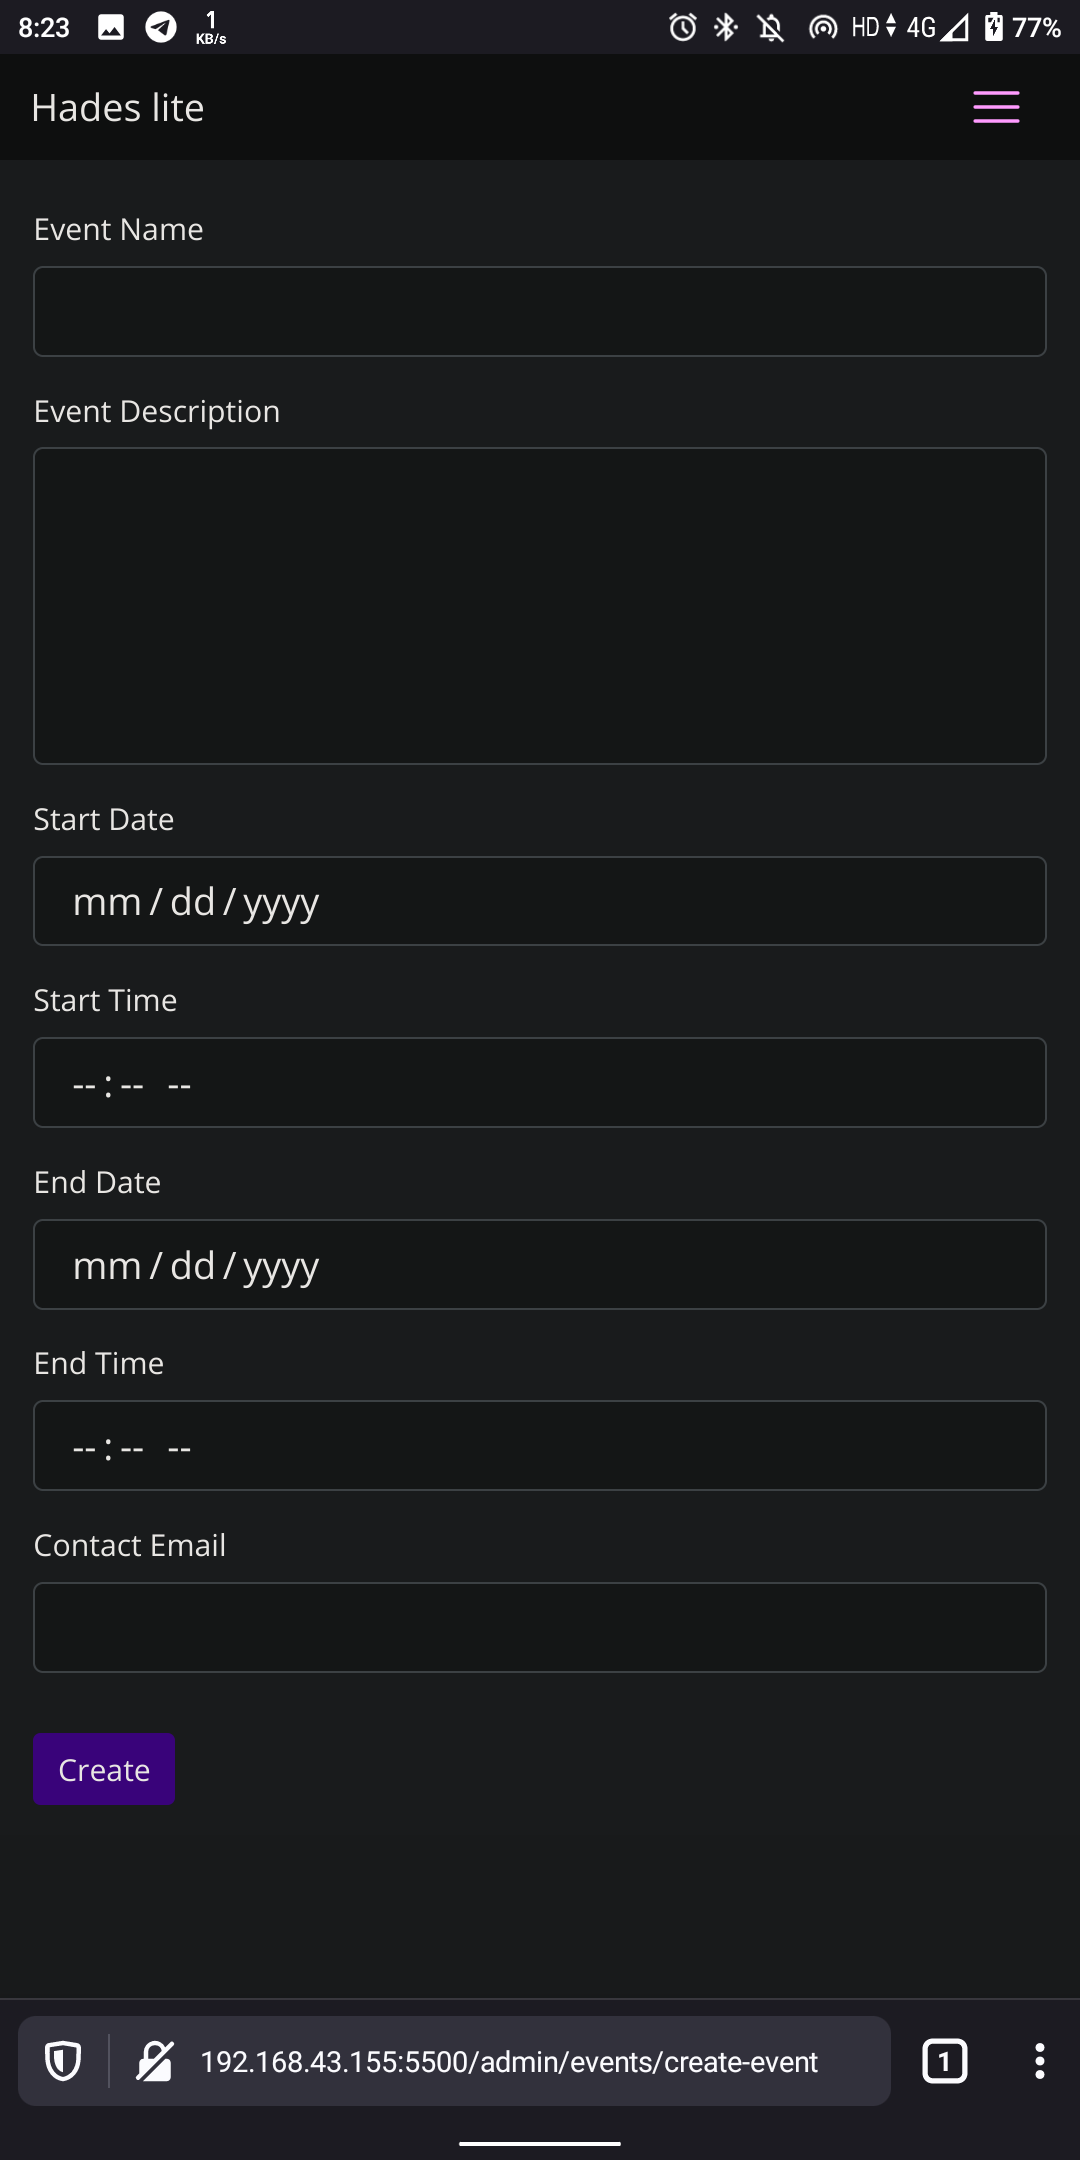 8:23 1 KB/s HD 4G 77%
Hades lite
Event Name
Event Description
Start Date
mm/dd/yyyy
Start Time
--:-- --
End Date
mm/dd/yyyy
End Time
--:-- --
Contact Email
Create
192.168.43.155:5500/admin/events/create-event 1